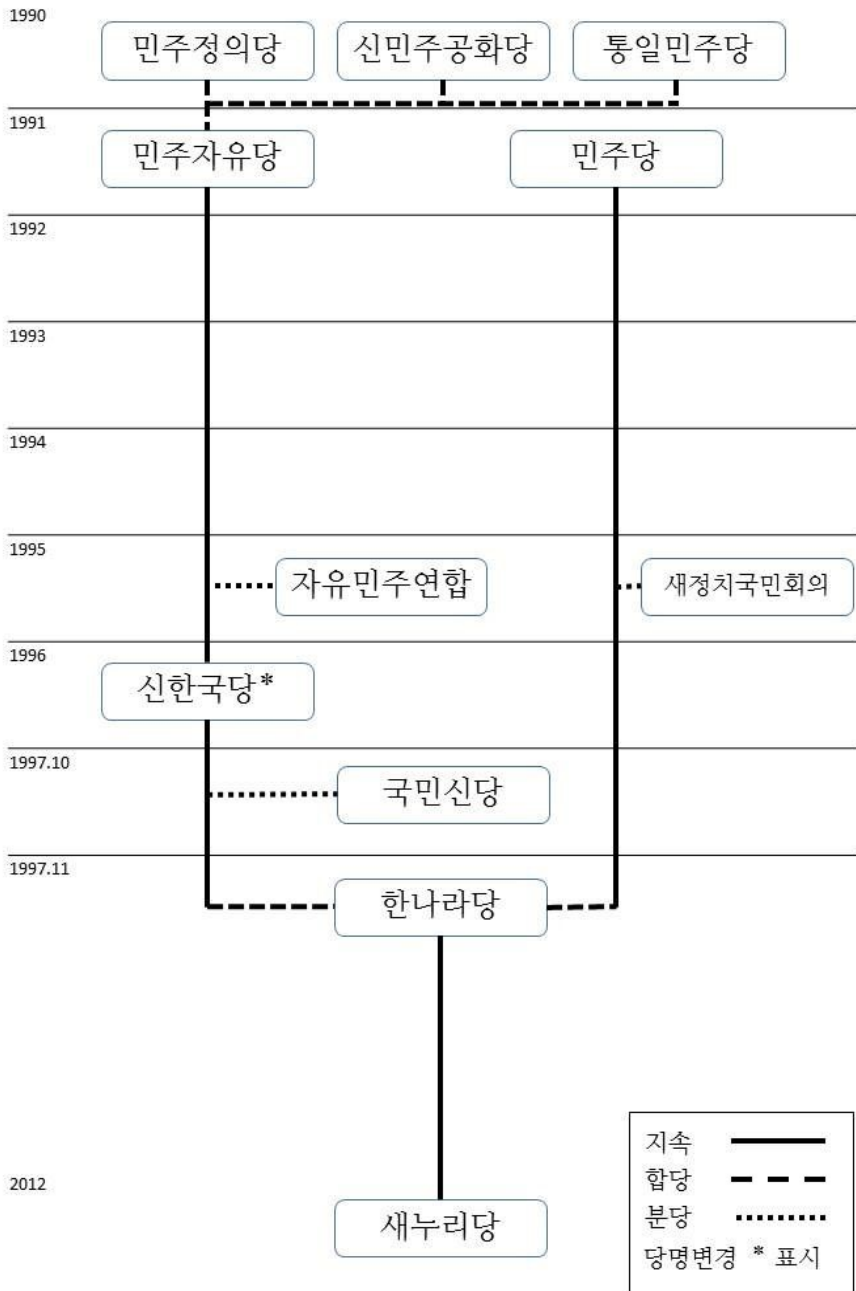 1990
민주정의당
신민주공화당
통일민주당
1991
민주자유당
민주당
1992
1993
1994
1995
자유민주연합
새정치국민회의
1996
신한국당*
1997.10
국민신당
1997.11
한나라당
2012
새누리당
지속
합당
분당
당명변경 * 표시